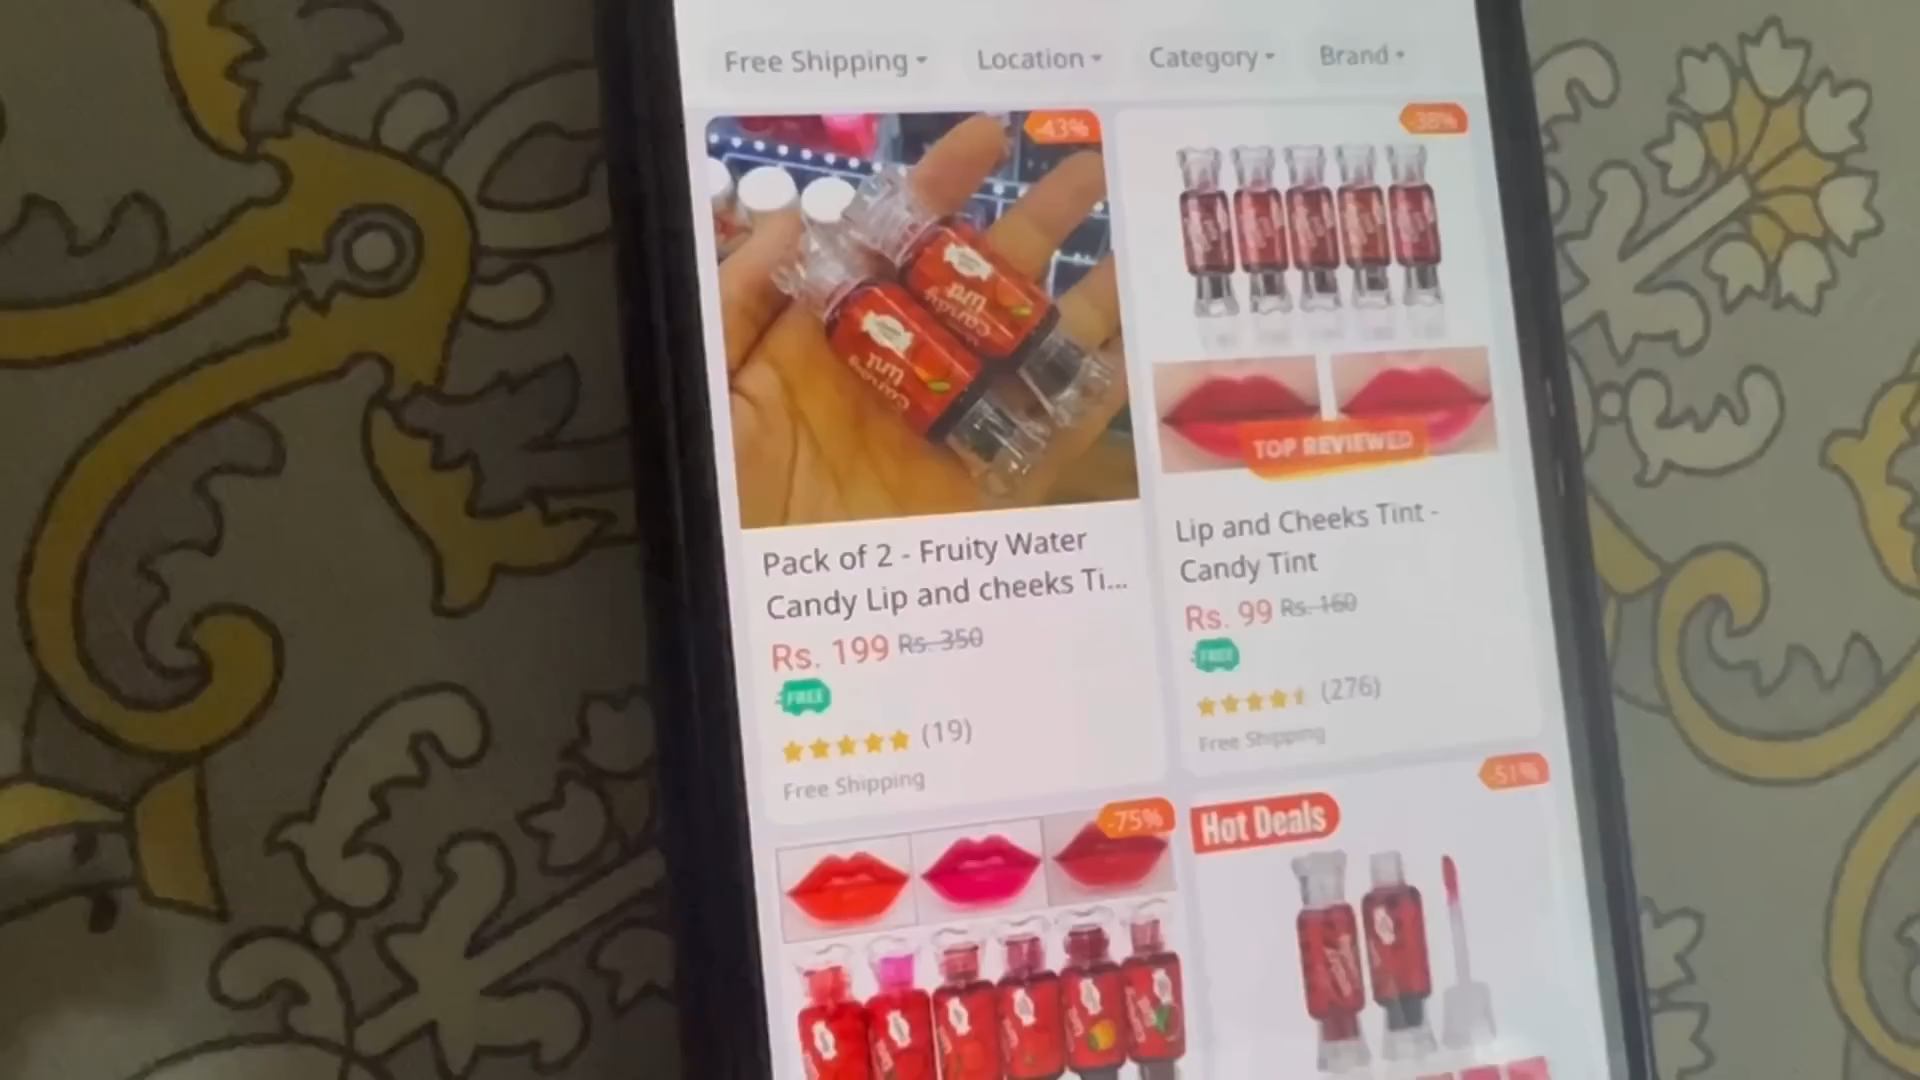 Free Shipping
Location
Category
Brand
-43%
-38%
TOP REVIEWED
Pack of 2 - Fruity Water
Candy Lip and cheeks Ti...
Rs. 199 Rs. 350
FREE
(19)
Free Shipping
Lip and Cheeks Tint -
Candy Tint
Rs. 99 Rs. 160
FREE
(276)
Free Shipping
-75%
-51%
Hot Deals